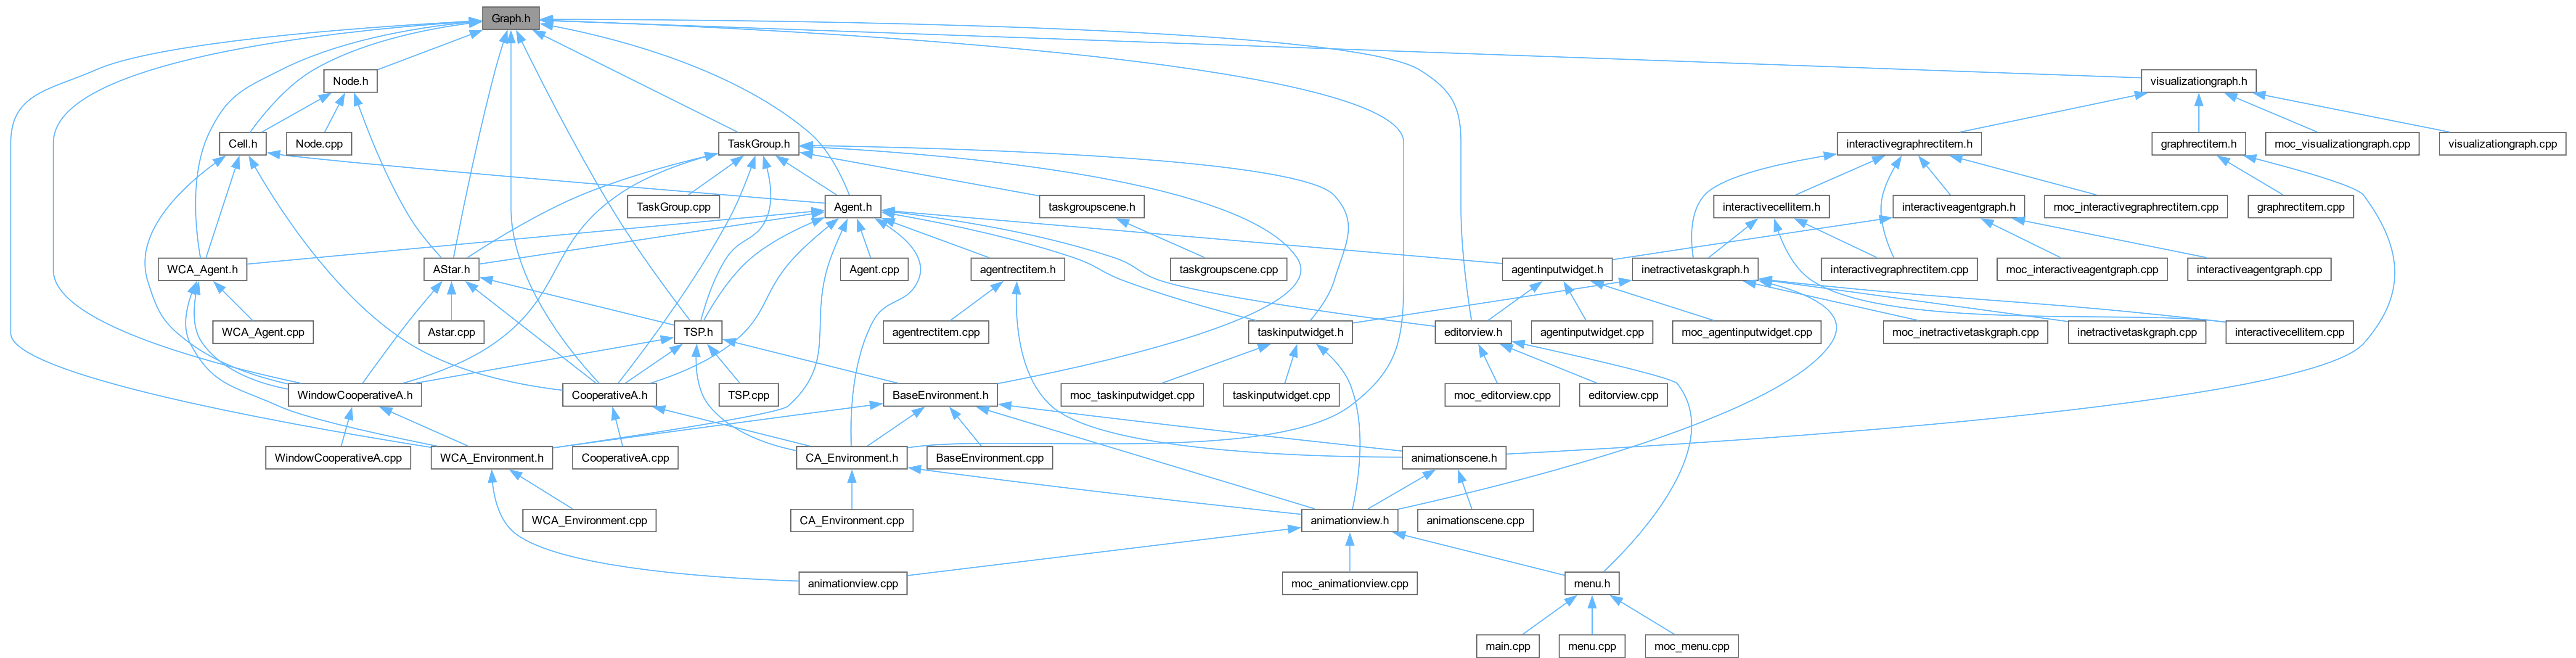 Graph.h
Node.h
visualizationgraph.h
Cell.h
Node.cpp
TaskGroup.h
interactivegraphrectitem.h
graphrectitem.h
moc_visualizationgraph.cpp
visualizationgraph.cpp
TaskGroup.cpp
Agent.h
taskgroupscene.h
interactivecellitem.h
interactiveagentgraph.h
moc_interactivegraphrectitem.cpp
graphrectitem.cpp
WCA_Agent.h
AStar.h
Agent.cpp
agentrectitem.h
taskgroupscene.cpp
agentinputwidget.h
inetractivetaskgraph.h
interactivegraphrectitem.cpp
moc_interactiveagentgraph.cpp
interactiveagentgraph.cpp
WCA_Agent.cpp
Astar.cpp
TSP.h
agentrectitem.cpp
taskinputwidget.h
editorview.h
agentinputwidget.cpp
moc_agentinputwidget.cpp
moc_inetractivetaskgraph.cpp
inetractivetaskgraph.cpp
interactivecellitem.cpp
WindowCooperativeA.h
CooperativeA.h
TSP.cpp
BaseEnvironment.h
moc_taskinputwidget.cpp
taskinputwidget.cpp
moc_editorview.cpp
editorview.cpp
WindowCooperativeA.cpp
WCA_Environment.h
CooperativeA.cpp
CA_Environment.h
BaseEnvironment.cpp
animationscene.h
WCA_Environment.cpp
CA_Environment.cpp
animationview.h
animationscene.cpp
animationview.cpp
moc_animationview.cpp
menu.h
main.cpp
menu.cpp
moc_menu.cpp